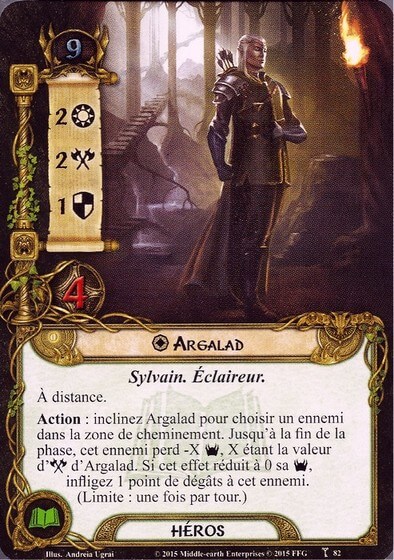 9
2
2
1
4
ARGALAD
Sylvain. Éclaireur.
À distance.
Action : inclinez Argalad pour choisir un ennemi
dans la zone de cheminement. Jusqu'à la fin de la
phase, cet ennemi perd -X , X étant la valeur
d' d'Argalad. Si cet effet réduit à 0 sa ,
infligez 1 point de dégâts à cet ennemi.
(Limite : une fois par tour.)
HÉROS
Illus. Andreia Ugrai
© 2015 Middle-earth Enterprises © 2015 FFG
82